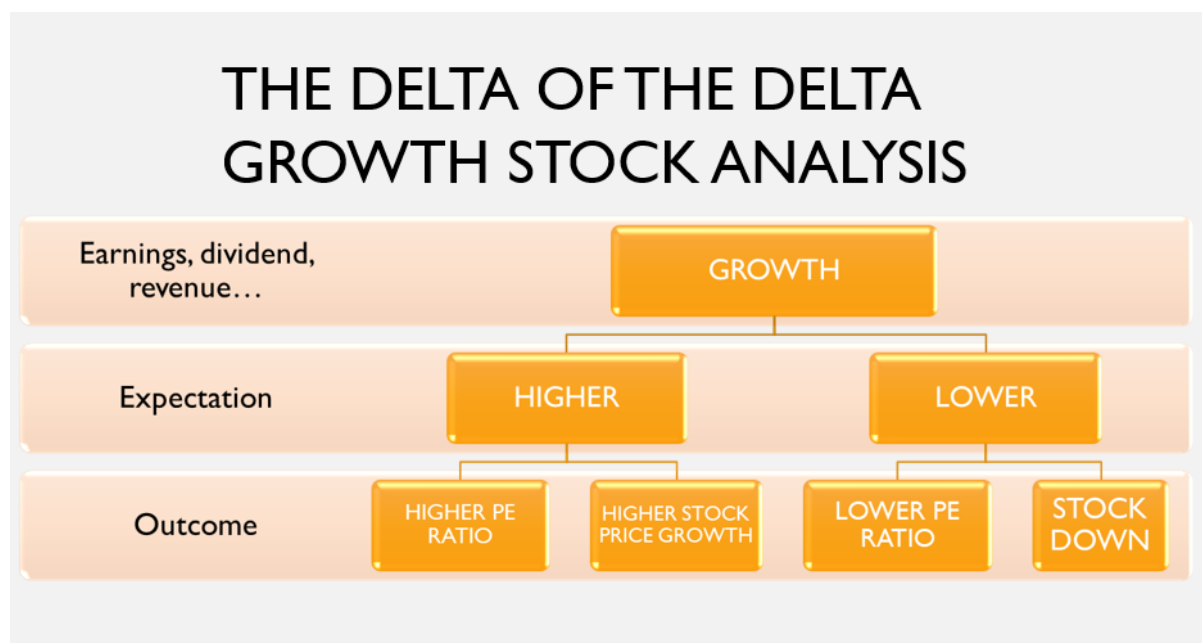 THE DELTA OF THE DELTA
GROWTH STOCK ANALYSIS
Earnings, dividend,
revenue…
GROWTH
Expectation
HIGHER
LOWER
Outcome
HIGHER PE
RATIO
HIGHER STOCK
PRICE GROWTH
LOWER PE
RATIO
STOCK
DOWN